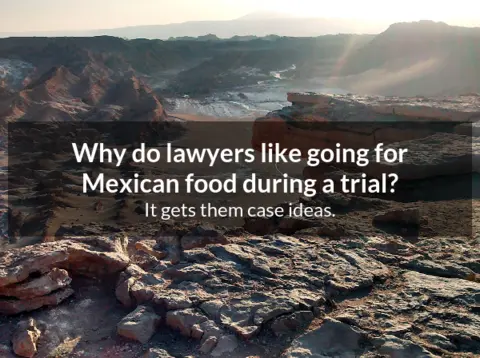 Why do lawyers like going for
Mexican food during a trial?
It gets them case ideas.